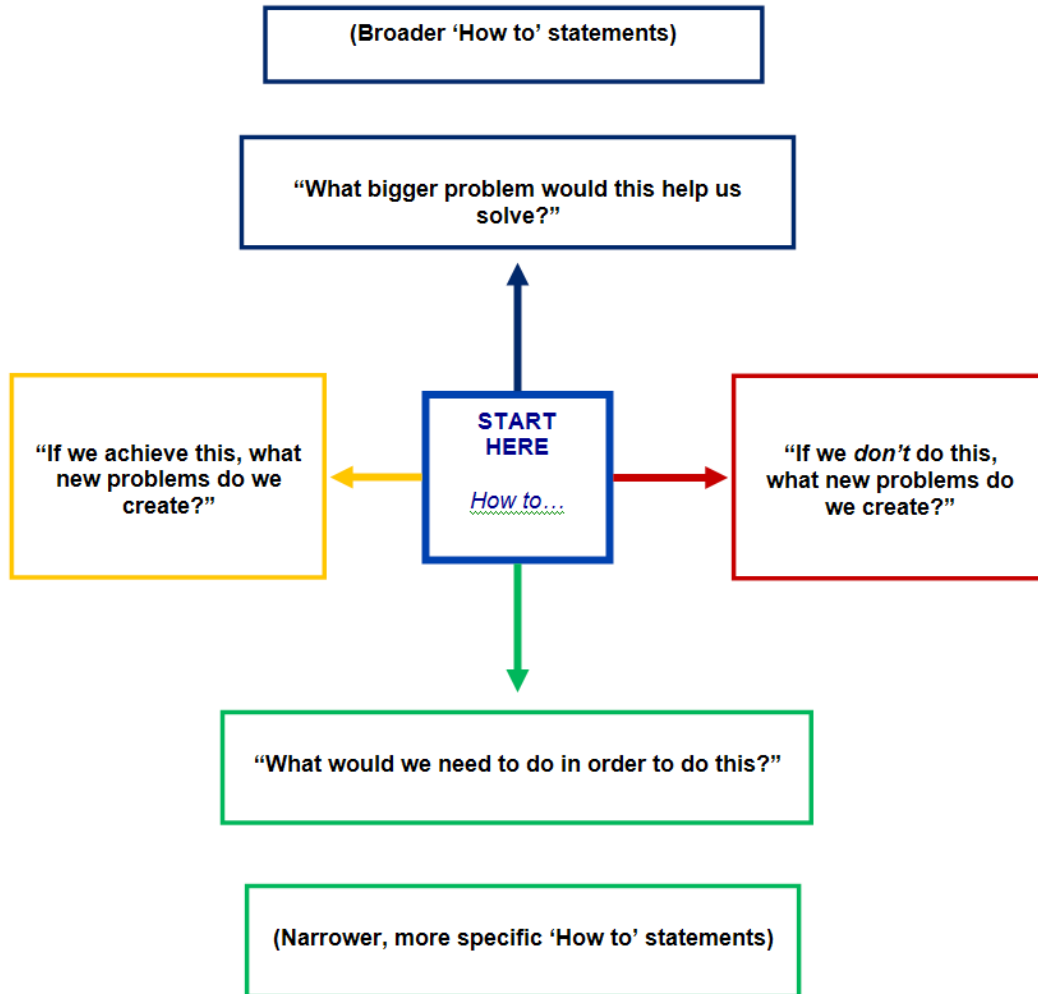 (Broader ‘How to’ statements)
“What bigger problem would this help us
solve?”
“If we achieve this, what
new problems do we
create?”
START
HERE
How to…
“If we don’t do this,
what new problems do
we create?”
“What would we need to do in order to do this?”
(Narrower, more specific ‘How to’ statements)